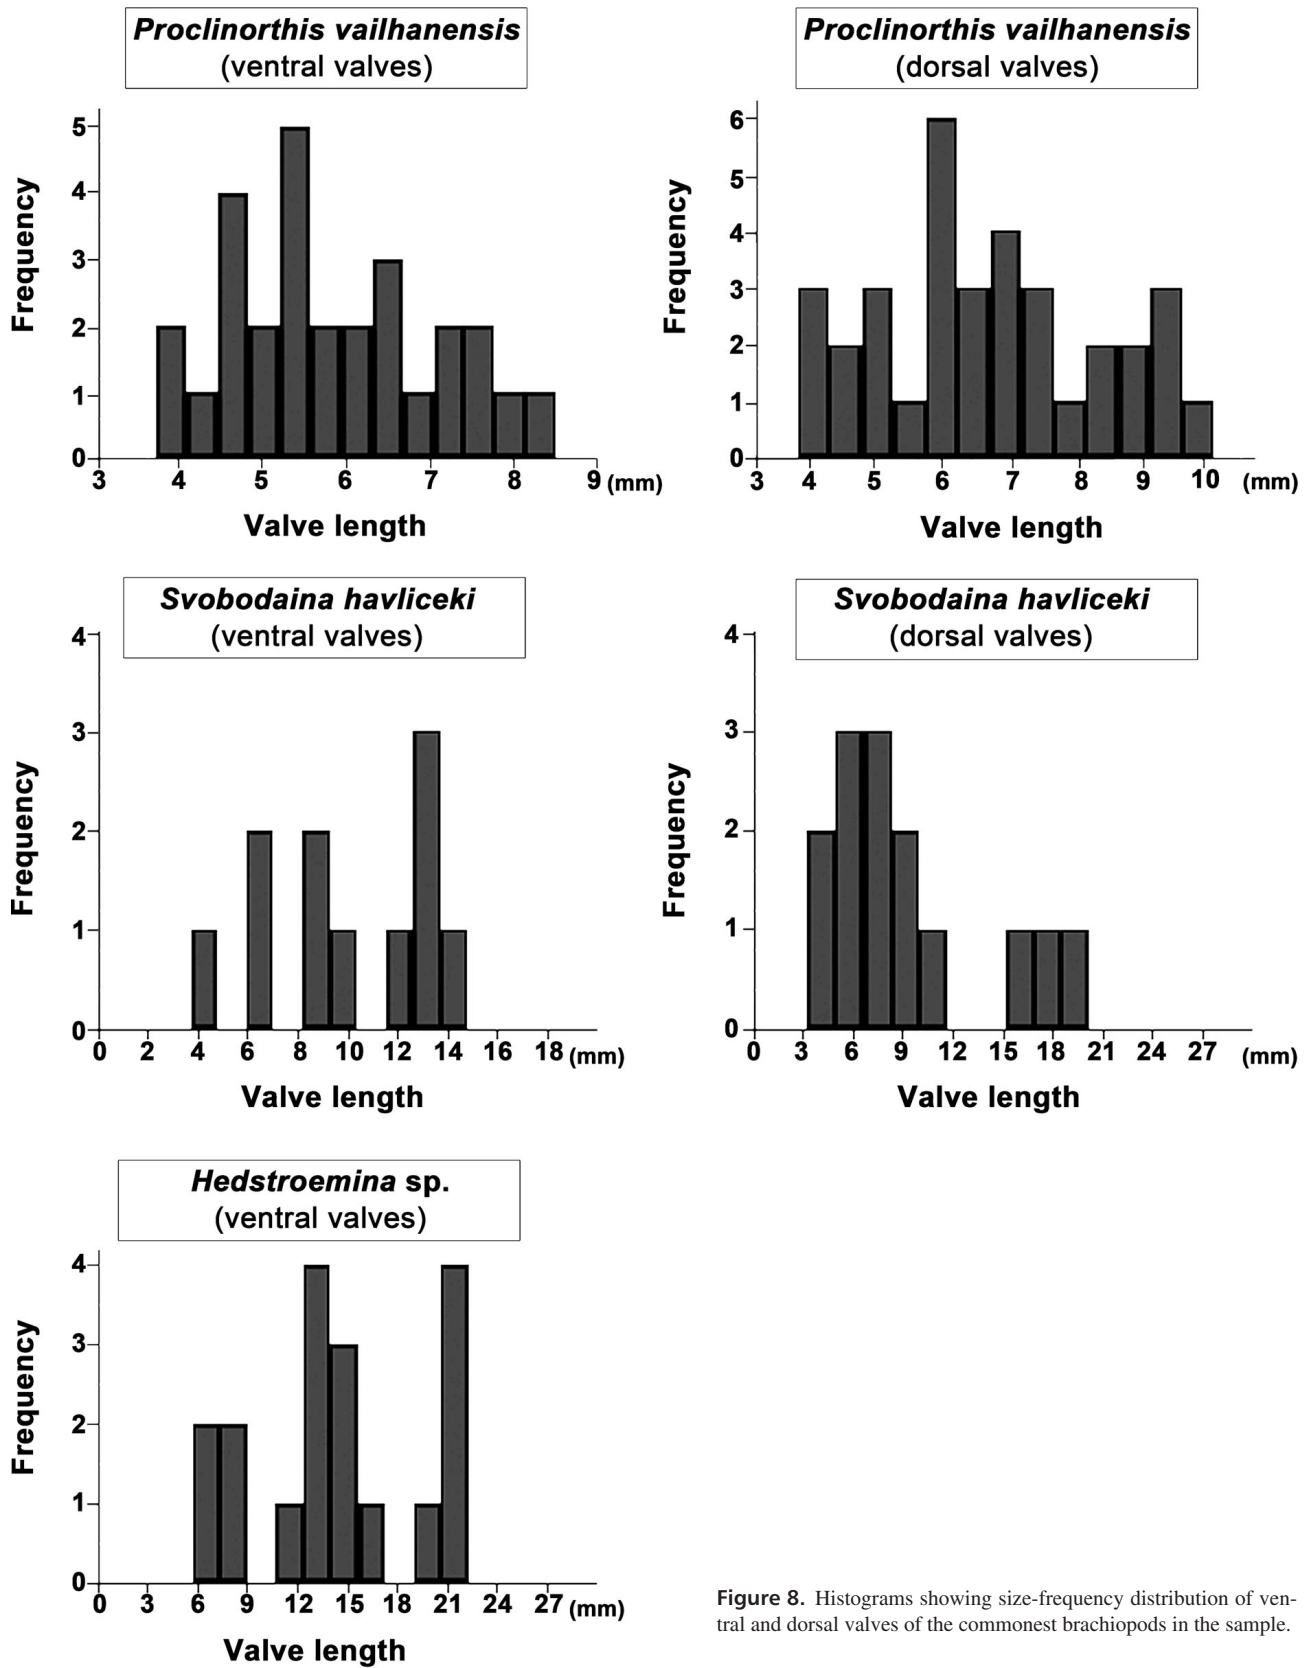 Proclinorthis vailhanensis
(ventral valves)
5
4
3
2
1
0
Frequency
3 4 5 6 7 8 9 (mm)
Valve length
Proclinorthis vailhanensis
(dorsal valves)
6
5
4
3
2
1
0
Frequency
3 4 5 6 7 8 9 10 (mm)
Valve length
Svobodaina havliceki
(ventral valves)
4
3
2
1
0
Frequency
0 2 4 6 8 10 12 14 16 18 (mm)
Valve length
Svobodaina havliceki
(dorsal valves)
4
3
2
1
0
Frequency
0 3 6 9 12 15 18 21 24 27 (mm)
Valve length
Hedstroemina sp.
(ventral valves)
4
3
2
1
0
Frequency
0 3 6 9 12 15 18 21 24 27 (mm)
Valve length
Figure 8. Histograms showing size-frequency distribution of ven-
tral and dorsal valves of the commonest brachiopods in the sample.